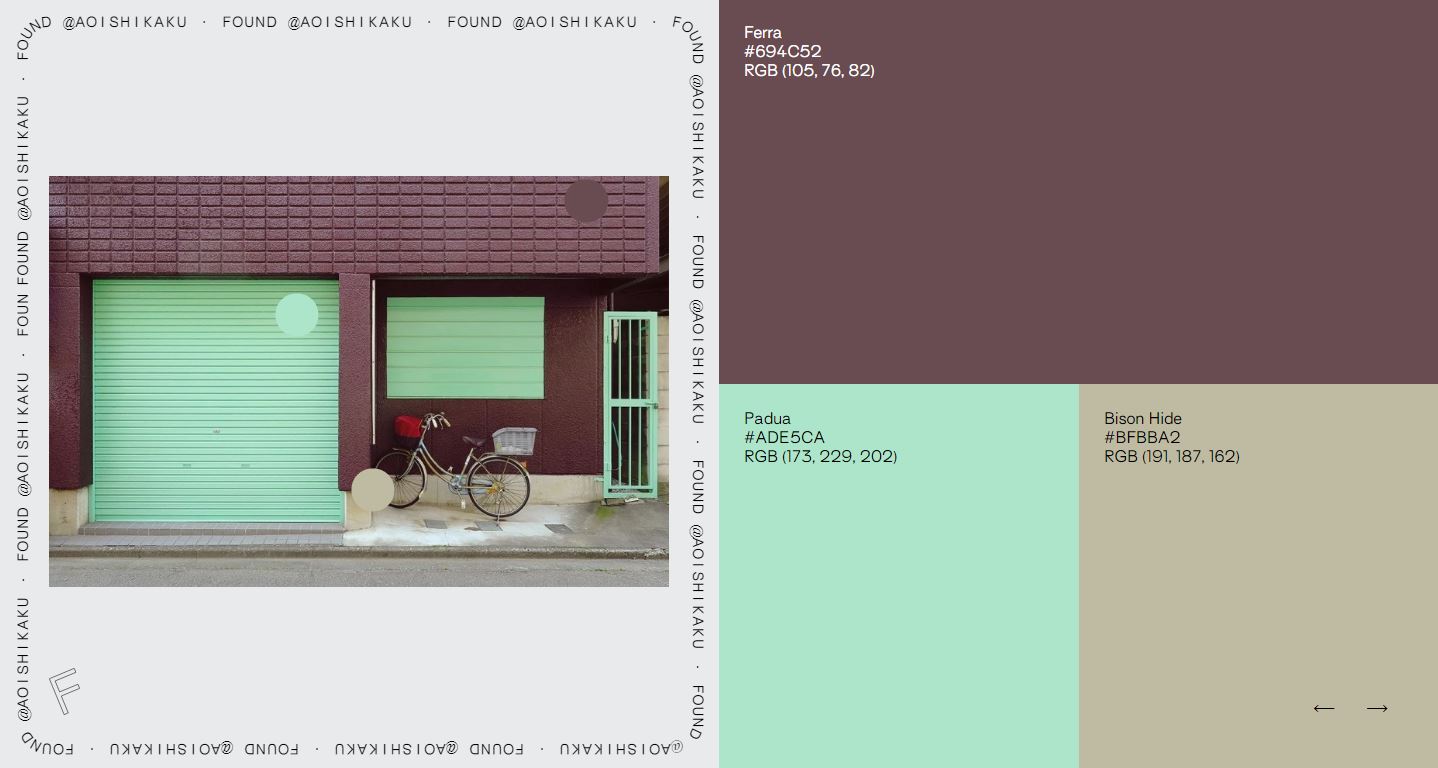 FOUND @AOISHIKAKU · FOUND @AOISHIKAKU · FOUND @AOISHIKAKU · FOUND
@AOISHIKAKU · FOUND @AOISHIKAKU · FOUND @AOISHIKAKU · FOUND
@AOISHIKAKU · FOUND @AOISHIKAKU · FOUND @AOISHIKAKU · FOUND
@AOISHIKAKU · FOUND @AOISHIKAKU · FOUN FOUND @AOISHIKAKU ·
F
Ferra
#694C52
RGB (105, 76, 82)
Padua
#ADE5CA
RGB (173, 229, 202)
Bison Hide
#BFBBA2
RGB (191, 187, 162)
← →